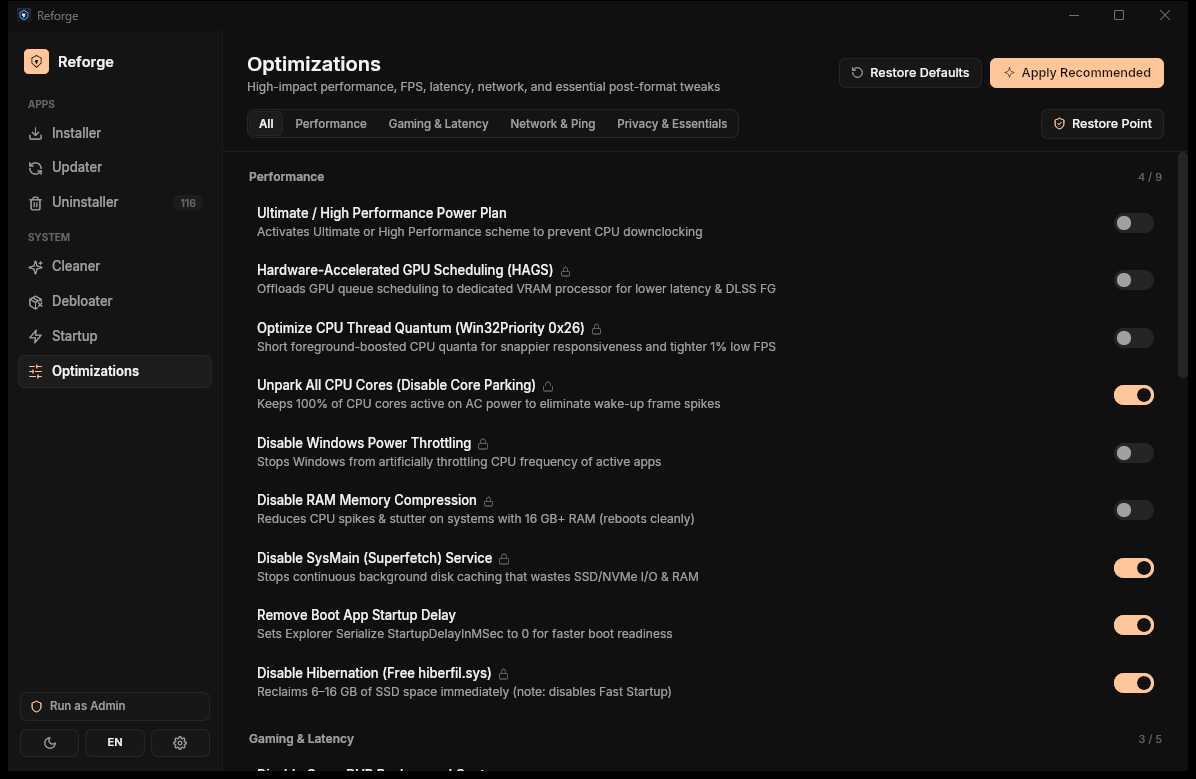 Reforge
Reforge
APPS
Installer
Updater
Uninstaller 116
SYSTEM
Cleaner
Debloater
Startup
Optimizations
Run as Admin
EN
Optimizations
High-impact performance, FPS, latency, network, and essential post-format tweaks
Restore Defaults
Apply Recommended
All Performance Gaming & Latency Network & Ping Privacy & Essentials
Restore Point
Performance 4 / 9
Ultimate / High Performance Power Plan
Activates Ultimate or High Performance scheme to prevent CPU downclocking
Hardware-Accelerated GPU Scheduling (HAGS)
Offloads GPU queue scheduling to dedicated VRAM processor for lower latency & DLSS FG
Optimize CPU Thread Quantum (Win32Priority 0x26)
Short foreground-boosted CPU quanta for snappier responsiveness and tighter 1% low FPS
Unpark All CPU Cores (Disable Core Parking)
Keeps 100% of CPU cores active on AC power to eliminate wake-up frame spikes
Disable Windows Power Throttling
Stops Windows from artificially throttling CPU frequency of active apps
Disable RAM Memory Compression
Reduces CPU spikes & stutter on systems with 16 GB+ RAM (reboots cleanly)
Disable SysMain (Superfetch) Service
Stops continuous background disk caching that wastes SSD/NVMe I/O & RAM
Remove Boot App Startup Delay
Sets Explorer Serialize StartupDelayInMSec to 0 for faster boot readiness
Disable Hibernation (Free hiberfil.sys)
Reclaims 6–16 GB of SSD space immediately (note: disables Fast Startup)
Gaming & Latency 3 / 5